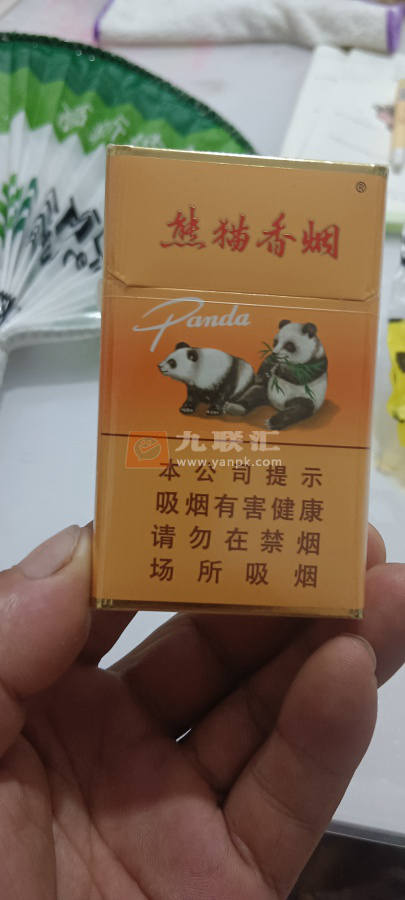 熊猫香烟
®
Panda
九联汇
www.yanpk.com
本公司提示
吸烟有害健康
请勿在禁烟
场所吸烟